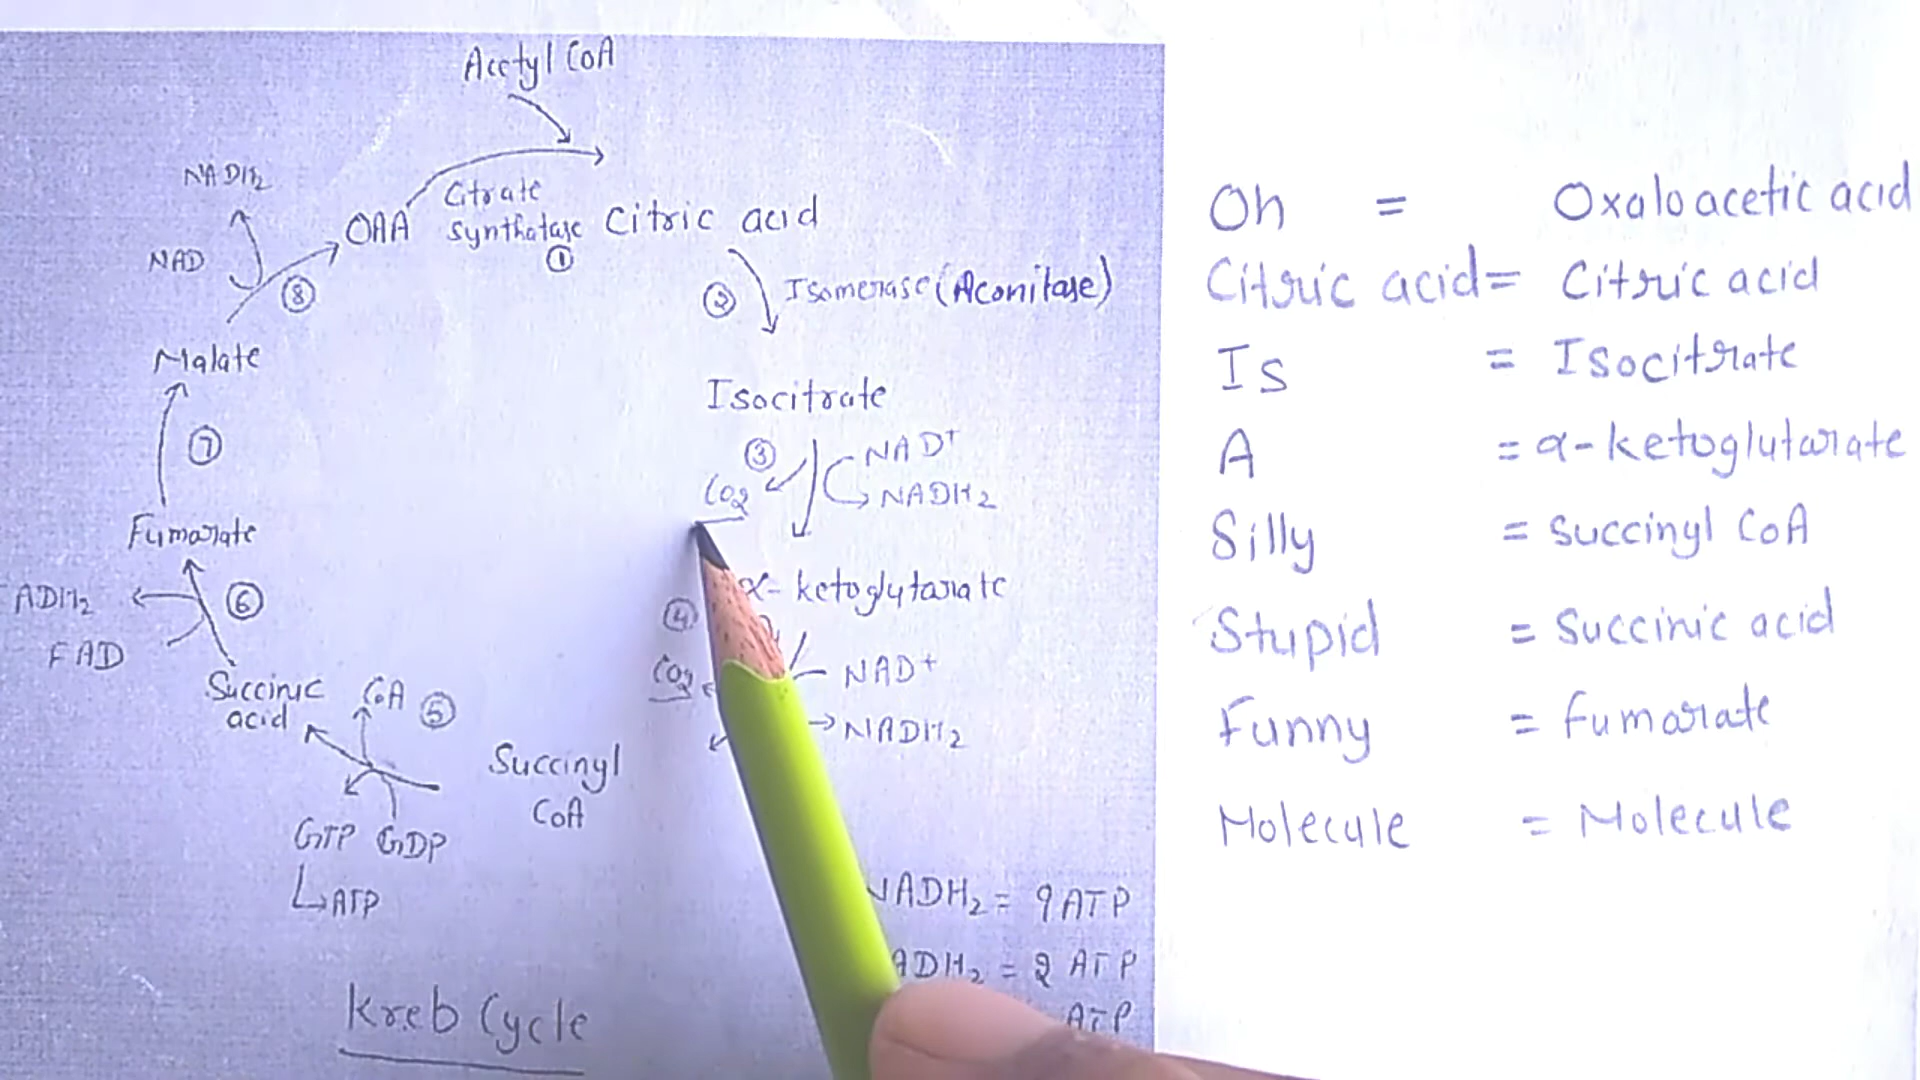 Acetyl CoA
NADH2
NAD
OAA
Citrate
Synthatase
①
Citric acid
⑧
②
Isomerase (Aconitase)
Malate
Isocitrate
⑦
③
NAD+
CO2
NADH2
Fumarate
α-ketoglutarate
ADH2
⑥
④
FAD
CO2
NAD+
Succinic
acid
CoA
⑤
NADH2
Succinyl
CoA
GTP GDP
ATP
NADH2 = 9 ATP
ADH2 = 2 ATP
ATP
Kreb Cycle
Oh = Oxaloacetic acid
Citric acid = Citric acid
Is = Isocitrate
A = α-ketoglutarate
Silly = Succinyl CoA
Stupid = Succinic acid
Funny = fumarate
Molecule = Molecule